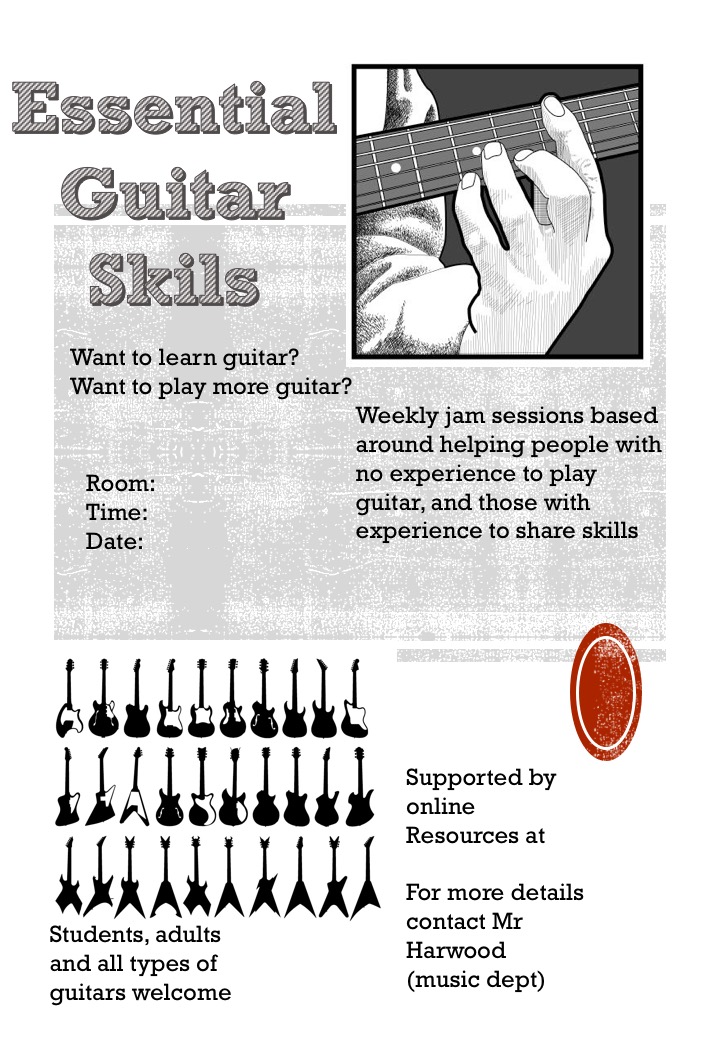 Essential
Guitar
Skils
Want to learn guitar?
Want to play more guitar?
Weekly jam sessions based
around helping people with
no experience to play
guitar, and those with
experience to share skills
Room:
Time:
Date:
Supported by
online
Resources at
For more details
contact Mr
Harwood
(music dept)
Students, adults
and all types of
guitars welcome